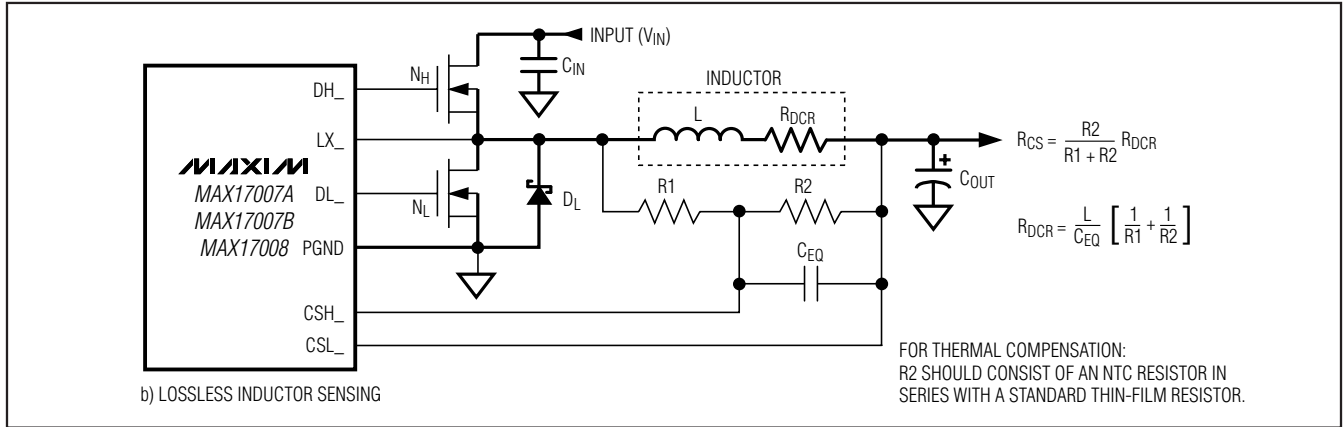 INPUT (VIN)
CIN
NH
DH_
INDUCTOR
L
RDCR
LX_
MAXIM
MAX17007A
MAX17007B
MAX17008
DL_
NL
DL
PGND
R1
R2
CEQ
COUT
+
RCS = R2 / (R1 + R2) RDCR
RDCR = L / CEQ [ 1 / R1 + 1 / R2 ]
CSH_
CSL_
FOR THERMAL COMPENSATION:
R2 SHOULD CONSIST OF AN NTC RESISTOR IN
SERIES WITH A STANDARD THIN-FILM RESISTOR.
b) LOSSLESS INDUCTOR SENSING